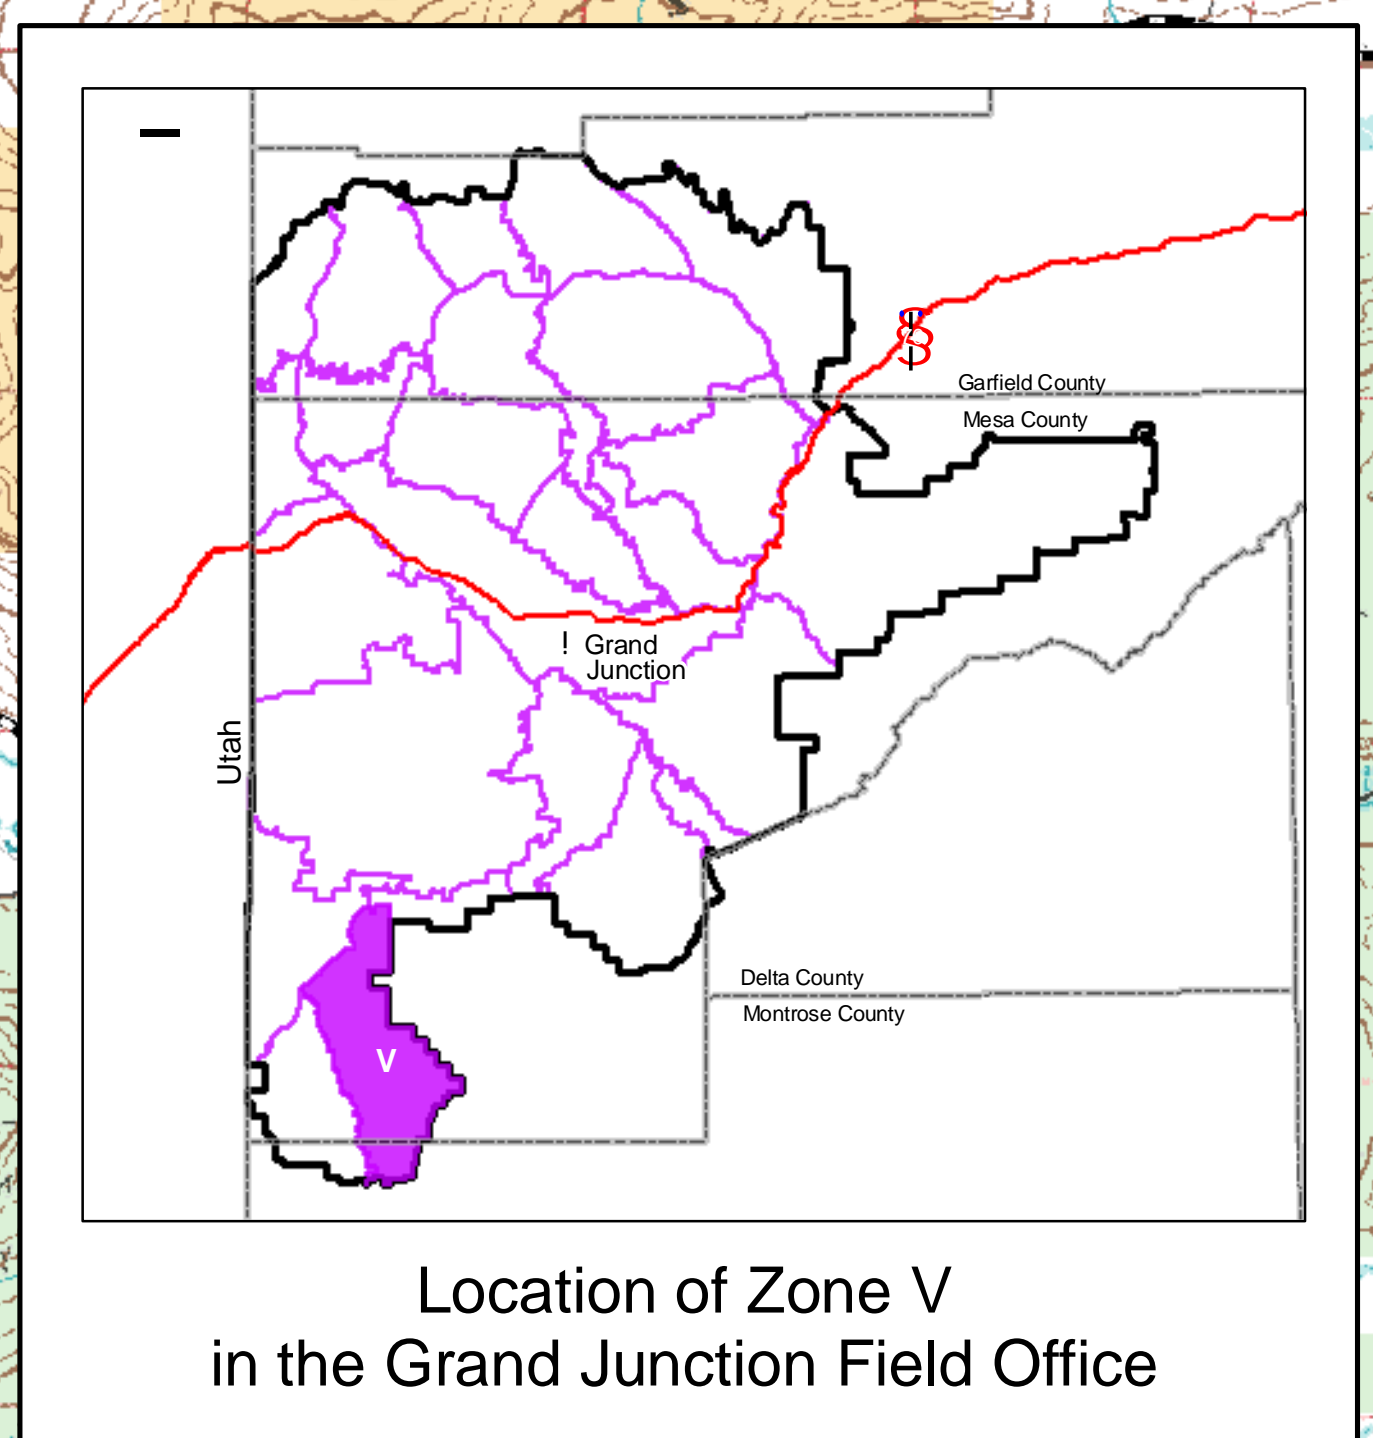 Garfield County
Mesa County
! Grand
Junction
Utah
Delta County
Montrose County
V
Location of Zone V
in the Grand Junction Field Office